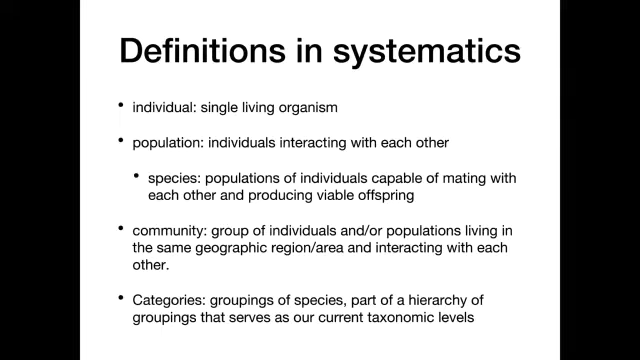 Definitions in systematics
• individual: single living organism
• population: individuals interacting with each other
• species: populations of individuals capable of mating with
each other and producing viable offspring
• community: group of individuals and/or populations living in
the same geographic region/area and interacting with each
other.
• Categories: groupings of species, part of a hierarchy of
groupings that serves as our current taxonomic levels